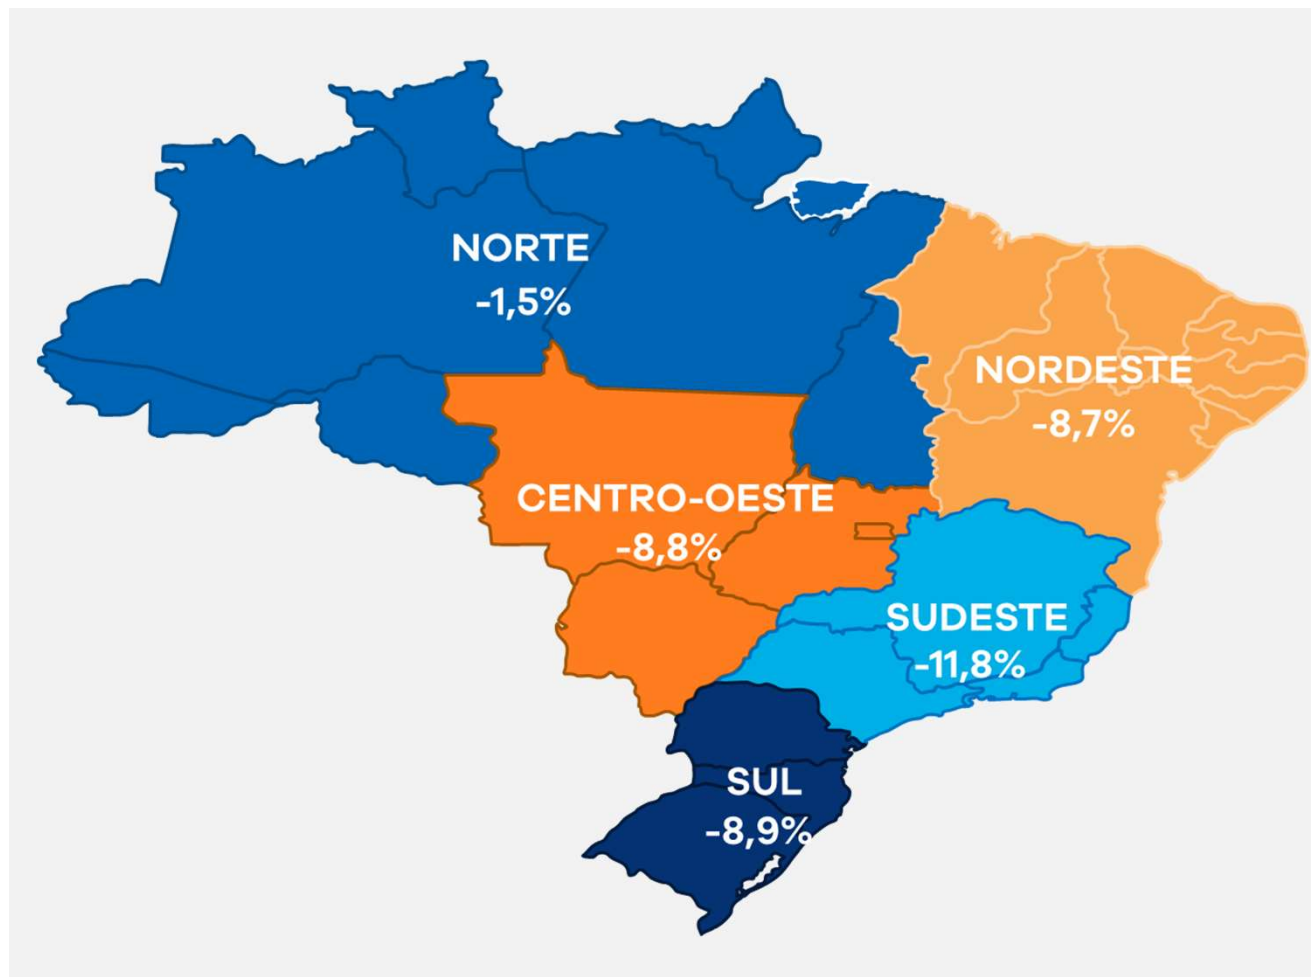 NORTE
-1,5%
NORDESTE
-8,7%
CENTRO-OESTE
-8,8%
SUDESTE
-11,8%
SUL
-8,9%